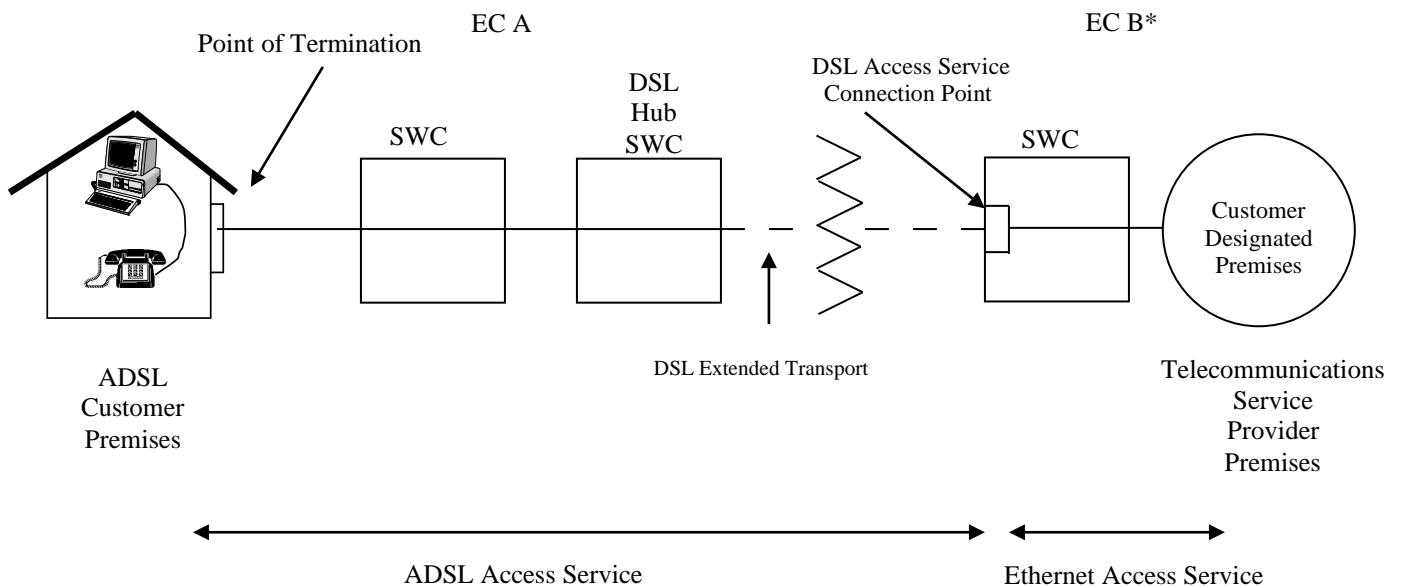 EC A
EC B*
Point of Termination
DSL Access Service
Connection Point
DSL
Hub
SWC
SWC
SWC
Customer
Designated
Premises
DSL Extended Transport
ADSL
Customer
Premises
Telecommunications
Service
Provider
Premises
ADSL Access Service
Ethernet Access Service